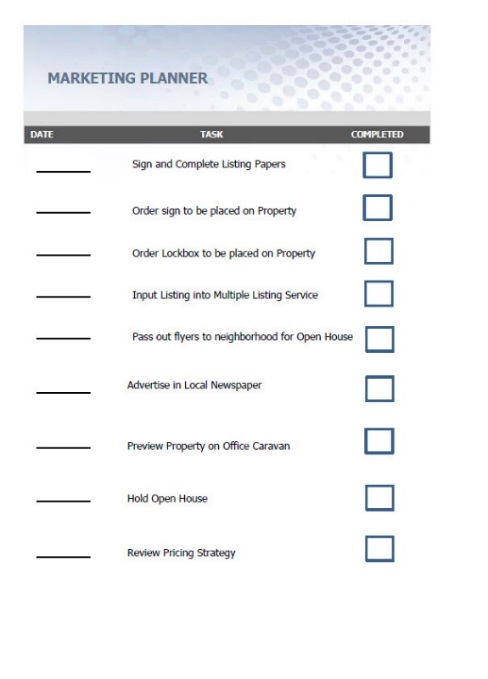 MARKETING PLANNER
DATE TASK COMPLETED
Sign and Complete Listing Papers
Order sign to be placed on Property
Order Lockbox to be placed on Property
Input Listing into Multiple Listing Service
Pass out flyers to neighborhood for Open House
Advertise in Local Newspaper
Preview Property on Office Caravan
Hold Open House
Review Pricing Strategy